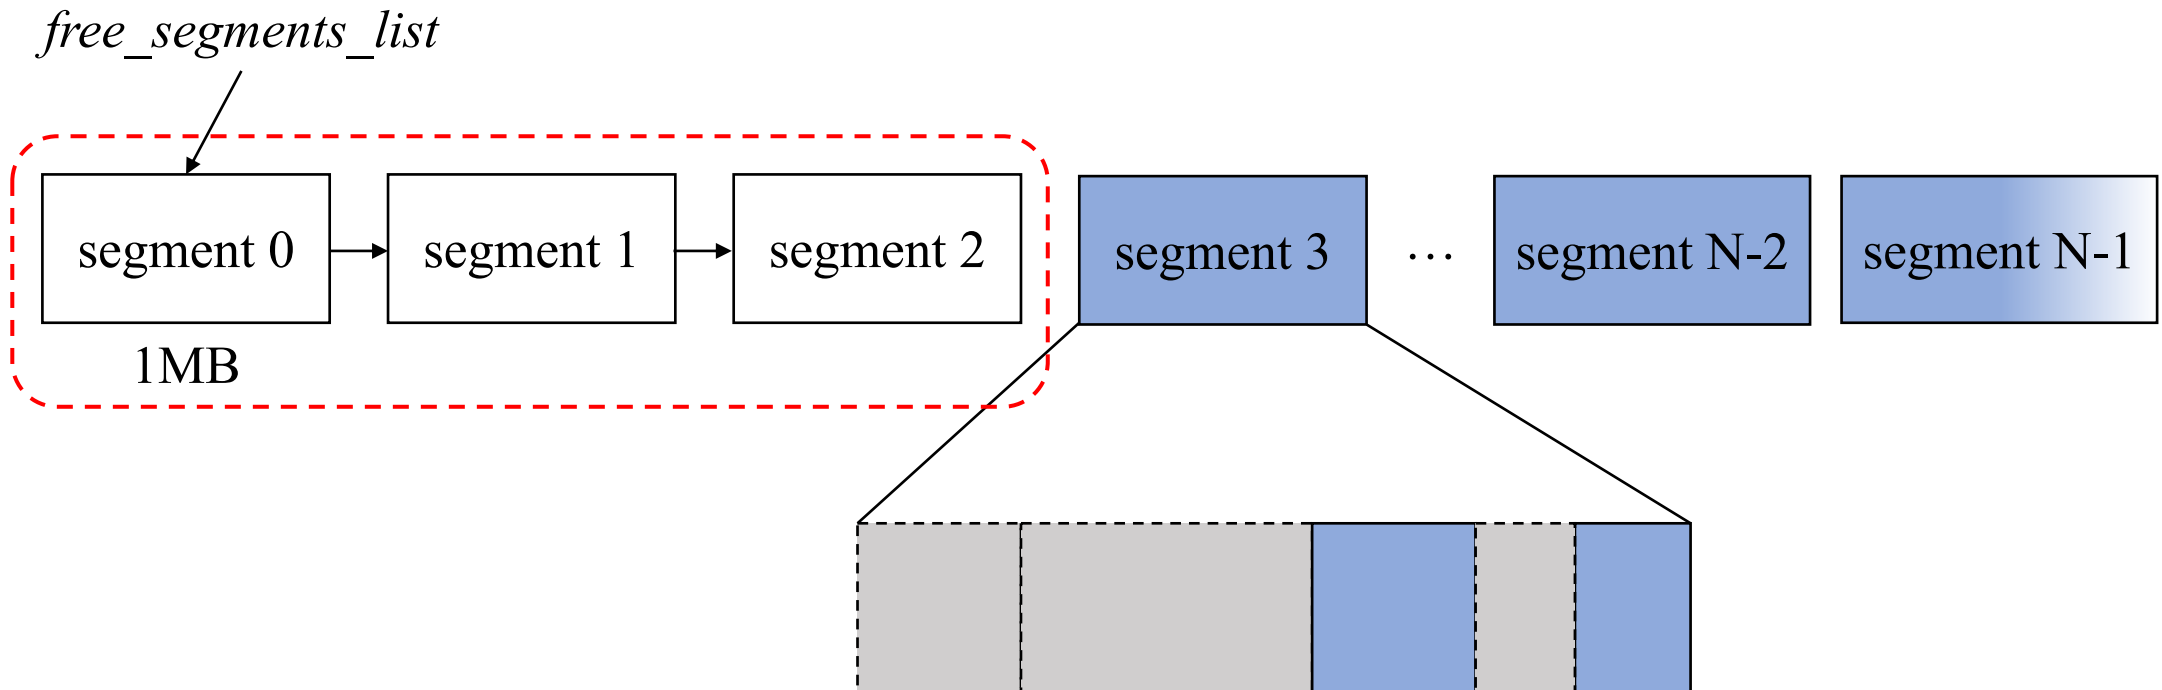 free_segments_list
segment 0
segment 1
segment 2
segment 3
…
segment N-2
segment N-1
1MB